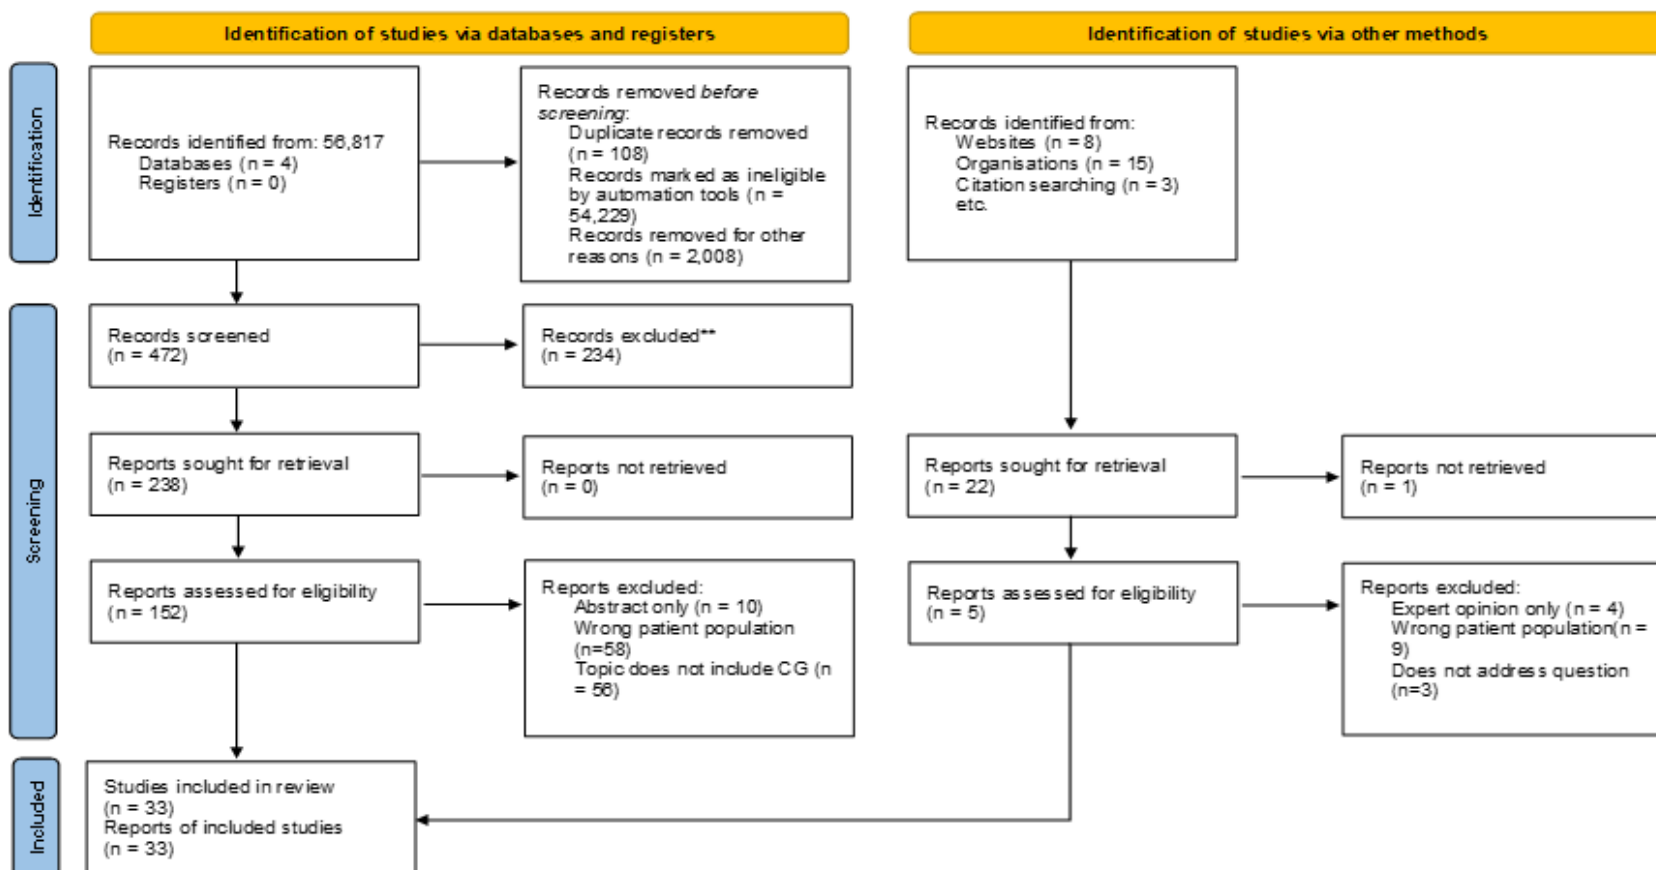 Identification of studies via databases and registers
Identification of studies via other methods
Identification
Records identified from: 56,817
Databases (n = 4)
Registers (n = 0)
Records removed before
screening:
Duplicate records removed
(n = 108)
Records marked as ineligible
by automation tools (n =
54,229)
Records removed for other
reasons (n = 2,008)
Records identified from:
Websites (n = 8)
Organisations (n = 15)
Citation searching (n = 3)
etc.
Screening
Records screened
(n = 472)
Records excluded**
(n = 234)
Reports sought for retrieval
(n = 238)
Reports not retrieved
(n = 0)
Reports sought for retrieval
(n = 22)
Reports not retrieved
(n = 1)
Reports assessed for eligibility
(n = 152)
Reports excluded:
Abstract only (n = 10)
Wrong patient population
(n=58)
Topic does not include CG (n
= 56)
Reports assessed for eligibility
(n = 5)
Reports excluded:
Expert opinion only (n = 4)
Wrong patient population(n =
9)
Does not address question
(n=3)
Included
Studies included in review
(n = 33)
Reports of included studies
(n = 33)